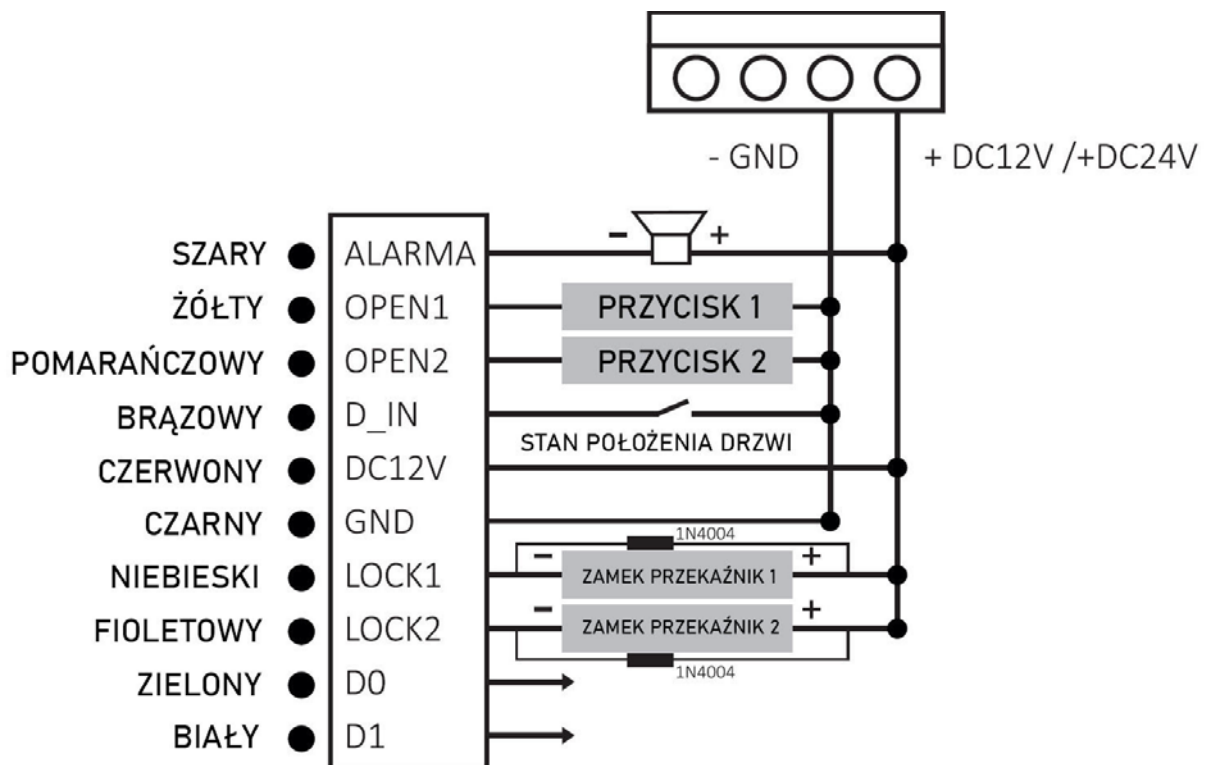 - GND + DC12V /+DC24V
SZARY ALARMA - +
ŻÓŁTY OPEN1 PRZYCISK 1
POMARAŃCZOWY OPEN2 PRZYCISK 2
BRĄZOWY D_IN
STAN POŁOŻENIA DRZWI
CZERWONY DC12V
CZARNY GND
1N4004
NIEBIESKI LOCK1 - ZAMEK PRZEKAŹNIK 1 +
FIOLETOWY LOCK2 - ZAMEK PRZEKAŹNIK 2 +
1N4004
ZIELONY D0
BIAŁY D1